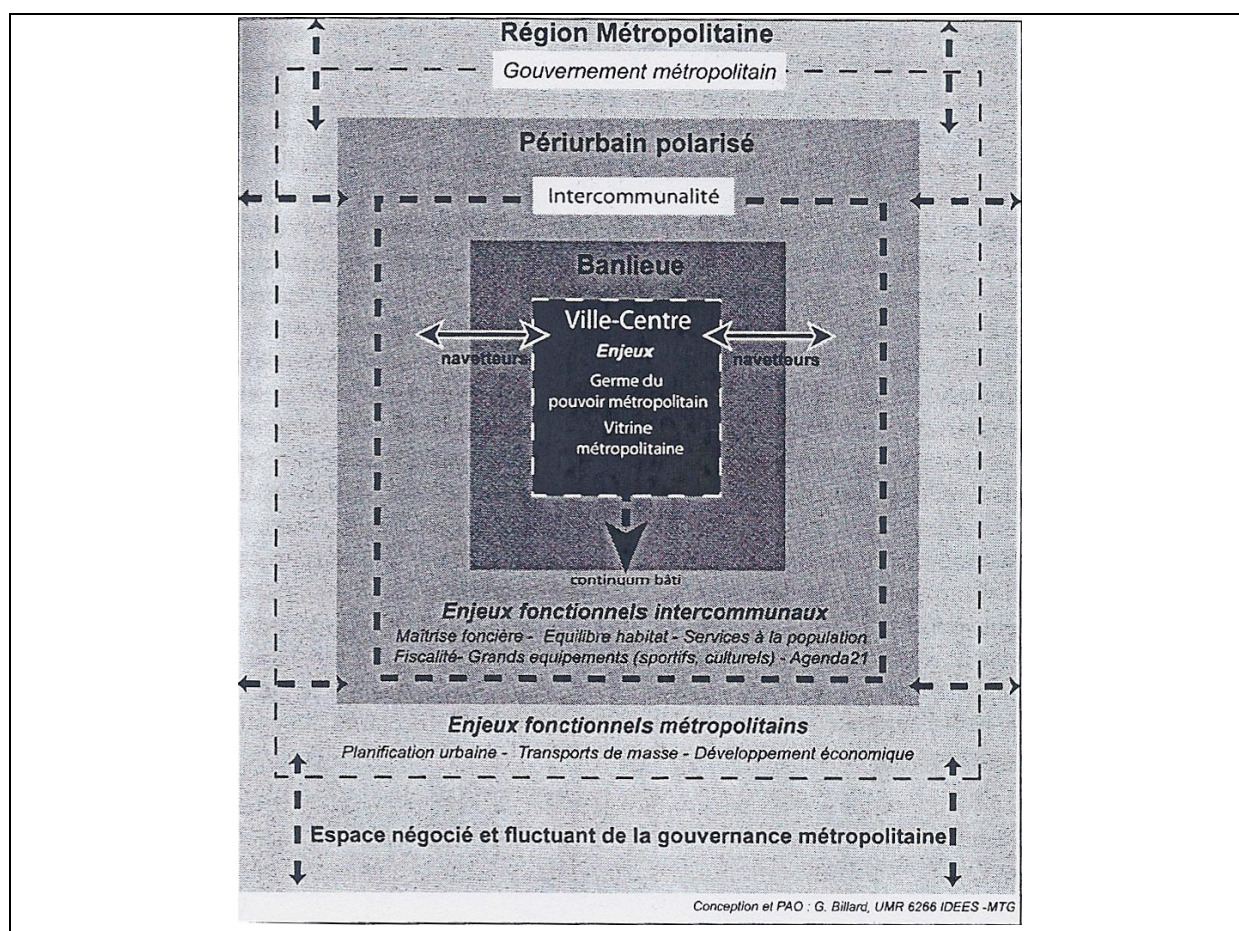 Région Métropolitaine
Gouvernement métropolitain
Périurbain polarisé
Intercommunalité
Banlieue
Ville-Centre
navetteurs
Enjeux
navetteurs
Germe du
pouvoir métropolitain
Vitrine
métropolitaine
continuum bâti
Enjeux fonctionnels intercommunaux
Maîtrise foncière - Equilibre habitat - Services à la population
Fiscalité- Grands equipements (sportifs, culturels) - Agenda21
Enjeux fonctionnels métropolitains
Planification urbaine - Transports de masse - Développement économique
Espace négocié et fluctuant de la gouvernance métropolitaine
Conception et PAO : G. Billard, UMR 6266 IDEES -MTG